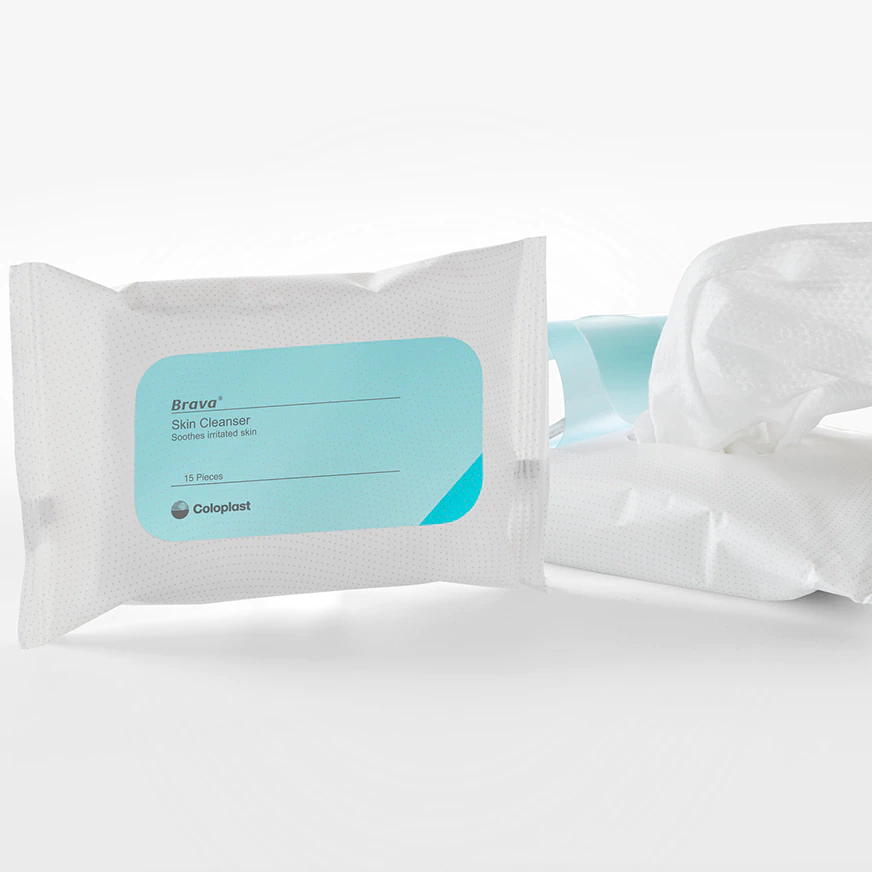 Brava®
Skin Cleanser
Soothes irritated skin
15 Pieces
Coloplast